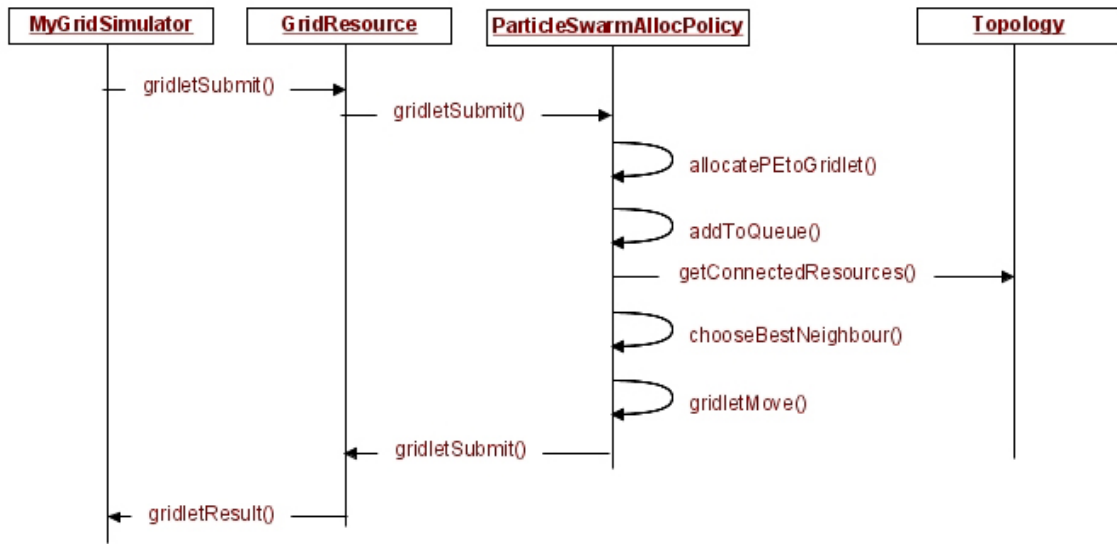 MyGridSimulator
GridResource
ParticleSwarmAllocPolicy
Topology
gridletSubmit()
gridletSubmit()
allocatePEtoGridlet()
addToQueue()
getConnectedResources()
chooseBestNeighbour()
gridletMove()
gridletSubmit()
gridletResult()